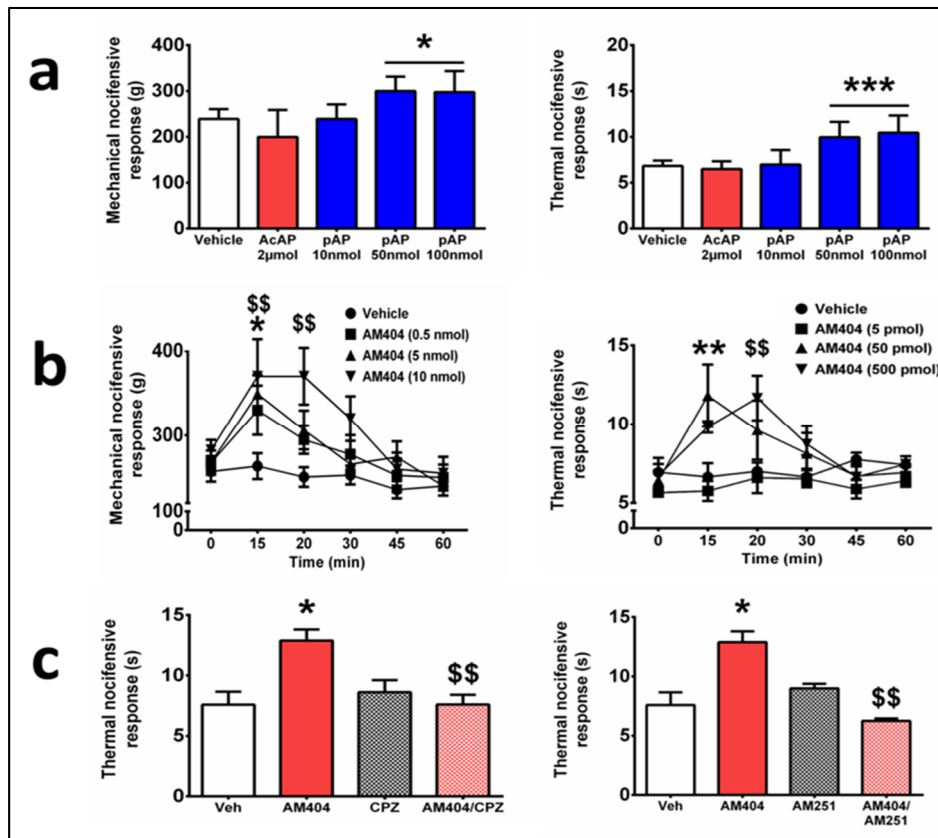 a
Mechanical nocifensive
response (g)
400
300
200
100
0
*
Vehicle
AcAP
2µmol
pAP
10nmol
pAP
50nmol
pAP
100nmol
Thermal nocifensive
response (s)
20
15
10
5
0
***
Vehicle
AcAP
2µmol
pAP
10nmol
pAP
50nmol
pAP
100nmol
b
Mechanical nocifensive
response (g)
400
300
100
0
$$
*
$$
Vehicle
AM404 (0.5 nmol)
AM404 (5 nmol)
AM404 (10 nmol)
0 15 20 30 45 60
Time (min)
Thermal nocifensive
response (s)
15
10
5
0
**
$$
Vehicle
AM404 (5 pmol)
AM404 (50 pmol)
AM404 (500 pmol)
0 15 20 30 45 60
Time (min)
c
Thermal nocifensive
response (s)
15
10
5
0
*
$$
Veh AM404 CPZ AM404/CPZ
Thermal nocifensive
response (s)
15
10
5
0
*
$$
Veh AM404 AM251 AM404/
AM251